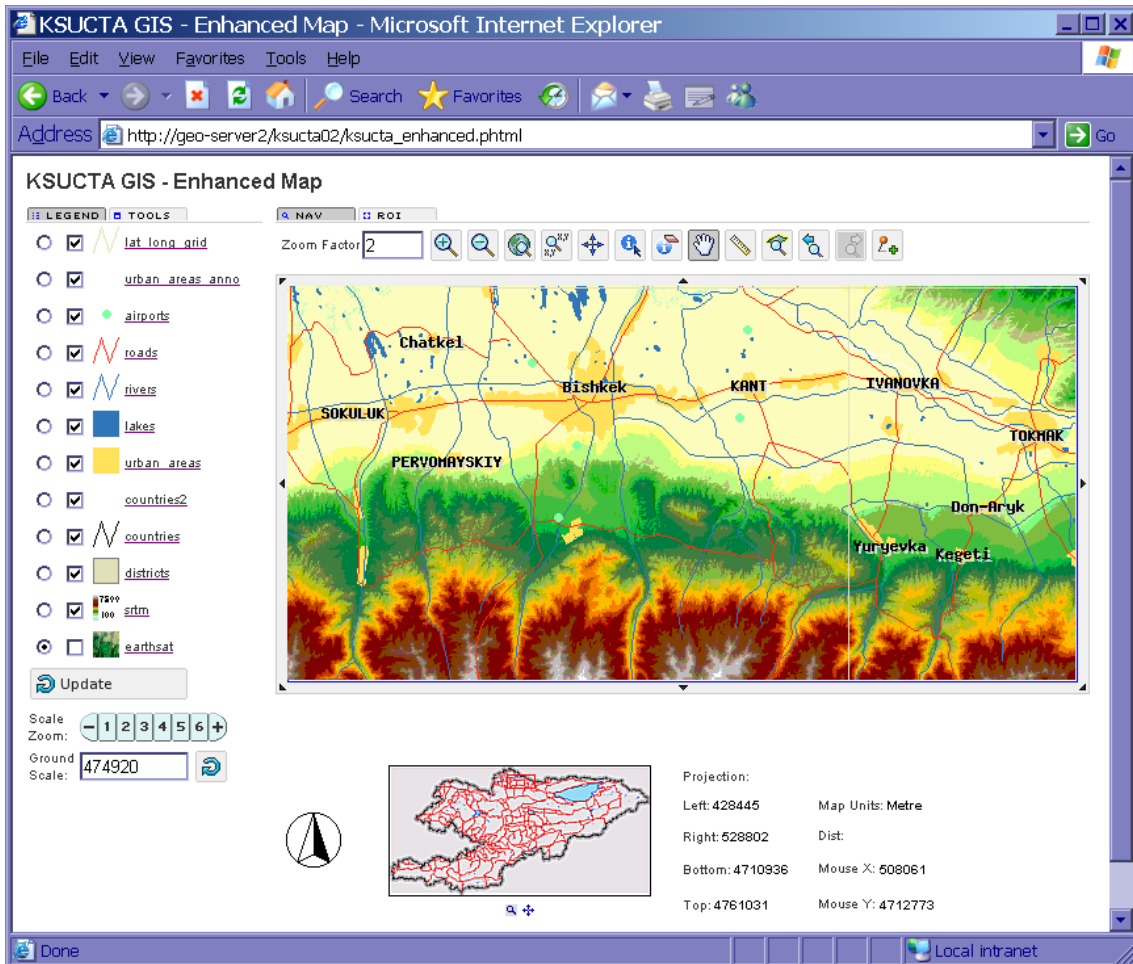 KSUCTA GIS - Enhanced Map - Microsoft Internet Explorer
File Edit View Favorites Tools Help
Back Search Favorites
Address http://geo-server2/ksucta02/ksucta_enhanced.phtml Go
KSUCTA GIS - Enhanced Map
LEGEND TOOLS NAV ROI
Zoom Factor 2
x,y
x,y
lat_long_grid
urban_areas_anno
airports
roads
rivers
lakes
urban_areas
countries2
countries
districts
7500
100
srtm
earthsat
Update
Scale Zoom: − 1 2 3 4 5 6 +
Ground Scale: 474920
Chatkel
Bishkek
KANT
IVANOVKA
SOKULUK
TOKMAK
PERVOMAYSKIY
Don-Aryk
Yuryevka
Kegeti
Projection:
Left: 428445 Map Units: Metre
Right: 528802 Dist:
Bottom: 4710936 Mouse X: 508061
Top: 4761031 Mouse Y: 4712773
Done Local intranet